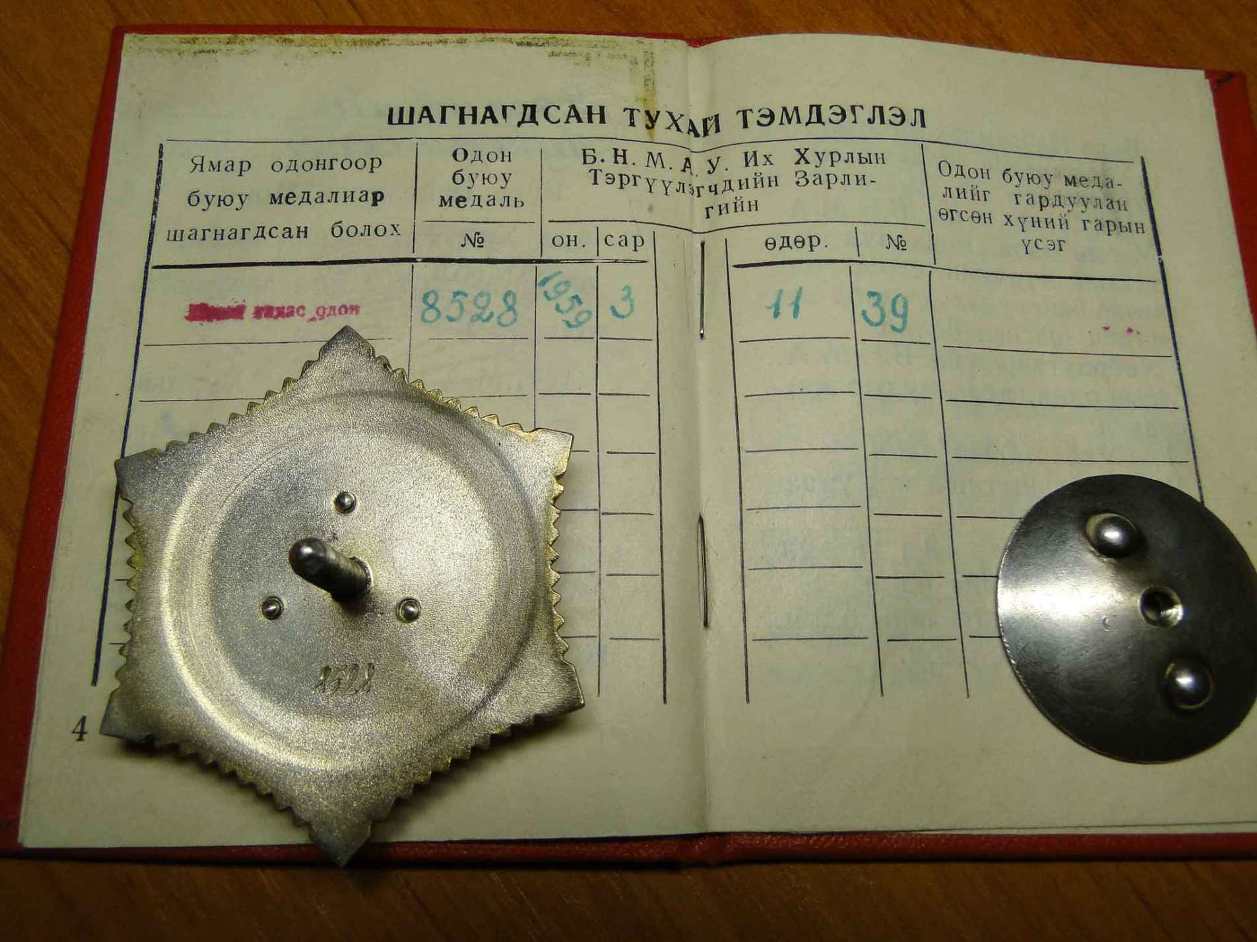 ШАГНАГДСАН ТУХАЙ ТЭМДЭГЛЭЛ
Ямар одонгоор
буюу медалиар
шагнагдсан болох
Одон
буюу
медаль
№
Б. Н. М. А. У. Их Хурлын
Тэргүүлэгчдийн Зарли-
гийн
он. сар
өдөр. №
Одон буюу меда-
лийг гардуулан
өгсөн хүний гарын
үсэг
одон 8528 1959 3 11 39
8528
4